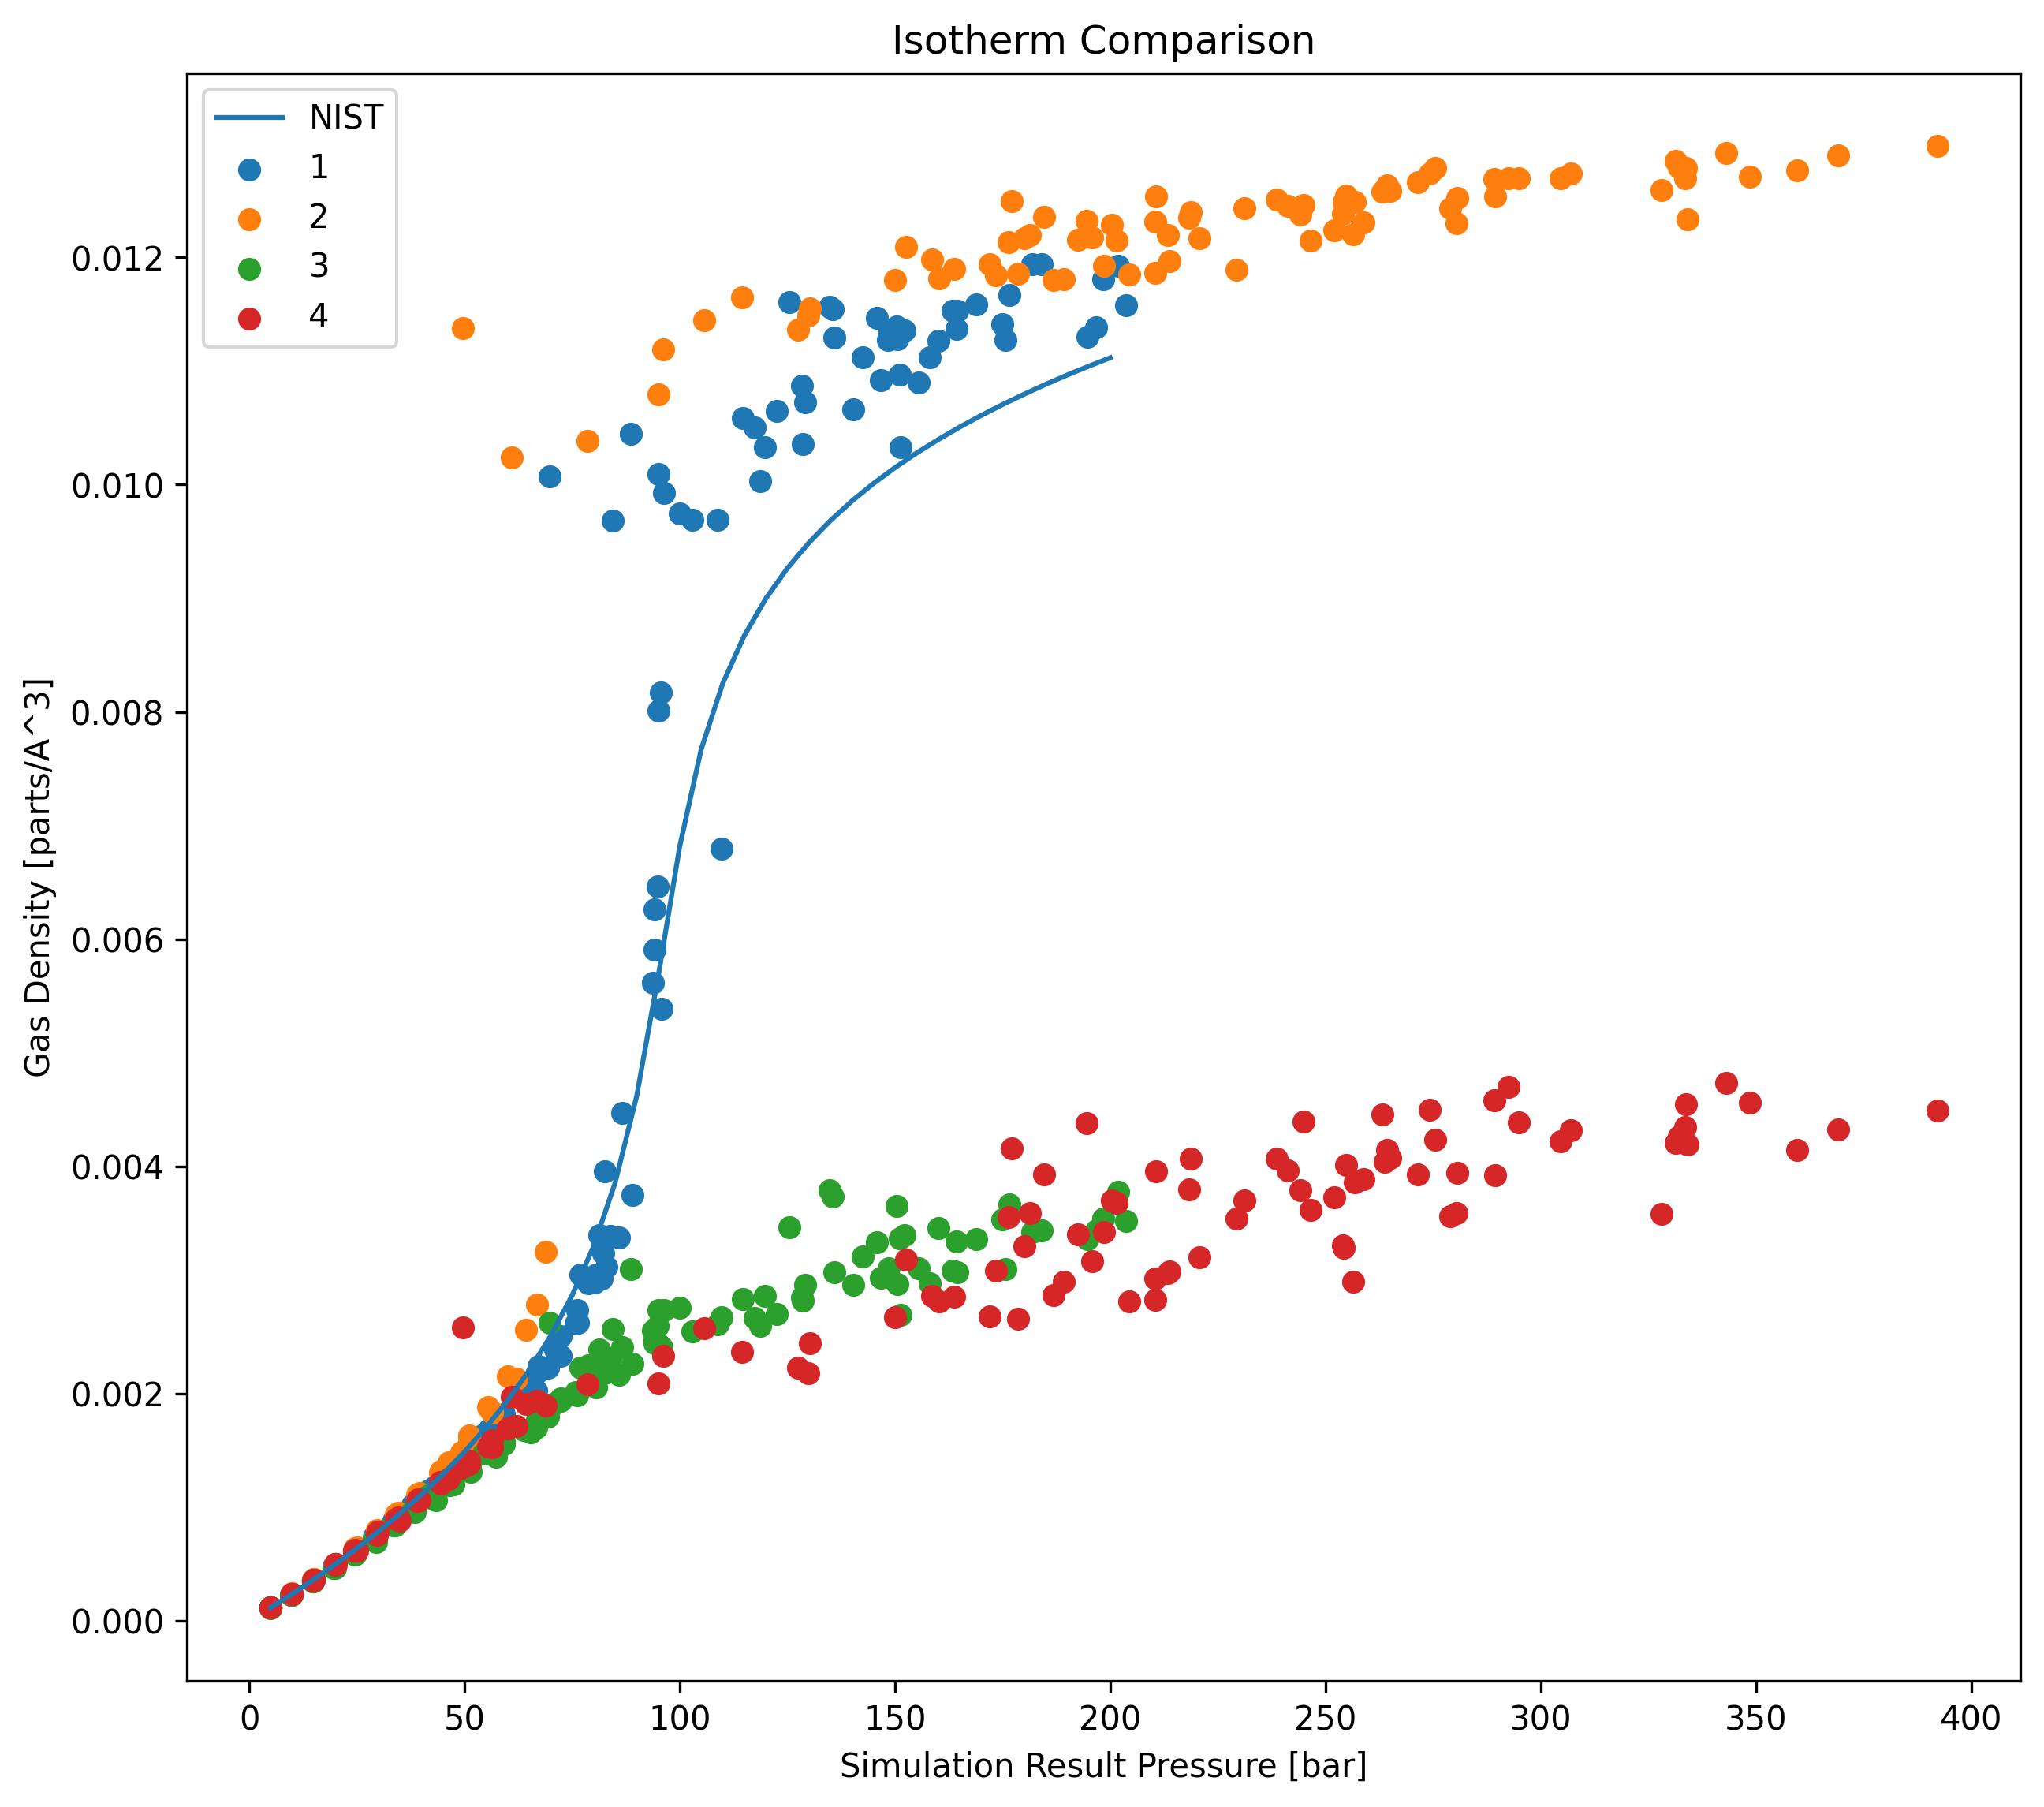 Isotherm Comparison
NIST
1
2
3
4
Gas Density [parts/A^3]
0.012
0.010
0.008
0.006
0.004
0.002
0.000
0 50 100 150 200 250 300 350 400
Simulation Result Pressure [bar]